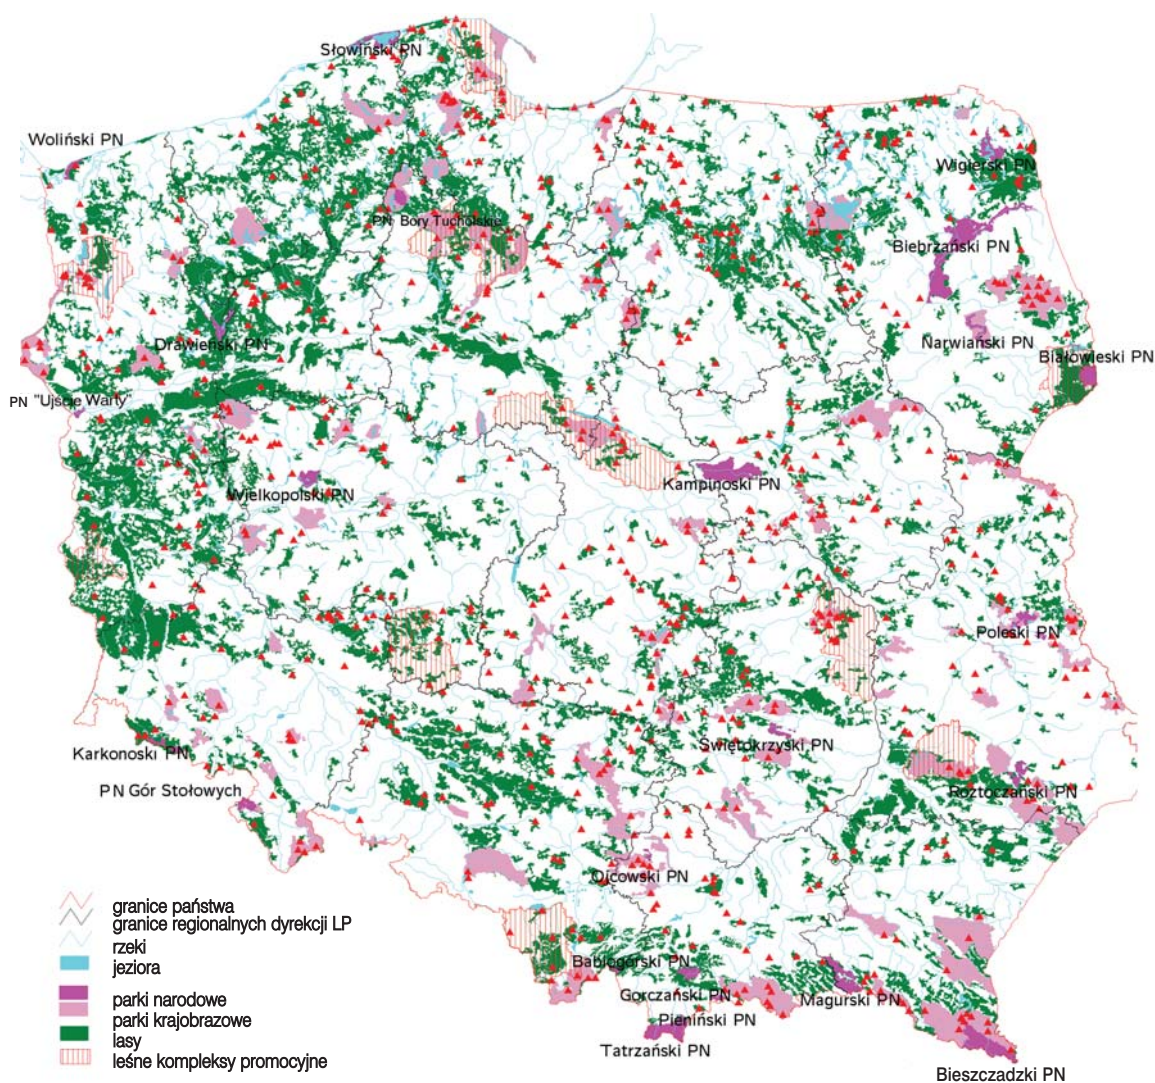 Słowiński PN
Woliński PN
Wigierski PN
PN Bory Tucholskie
Biebrzański PN
Drawieński PN
Narwiański PN
Białowieski PN
PN "Ujście Warty"
Kampinoski PN
Wielkopolski PN
Poleski PN
Karkonoski PN
Świętokrzyski PN
PN Gór Stołowych
Roztoczański PN
Ojcowski PN
granice państwa
granice regionalnych dyrekcji LP
rzeki
jeziora
parki narodowe
parki krajobrazowe
lasy
leśne kompleksy promocyjne
Babiogórski PN
Gorczański PN
Magurski PN
Pieniński PN
Tatrzański PN
Bieszczadzki PN